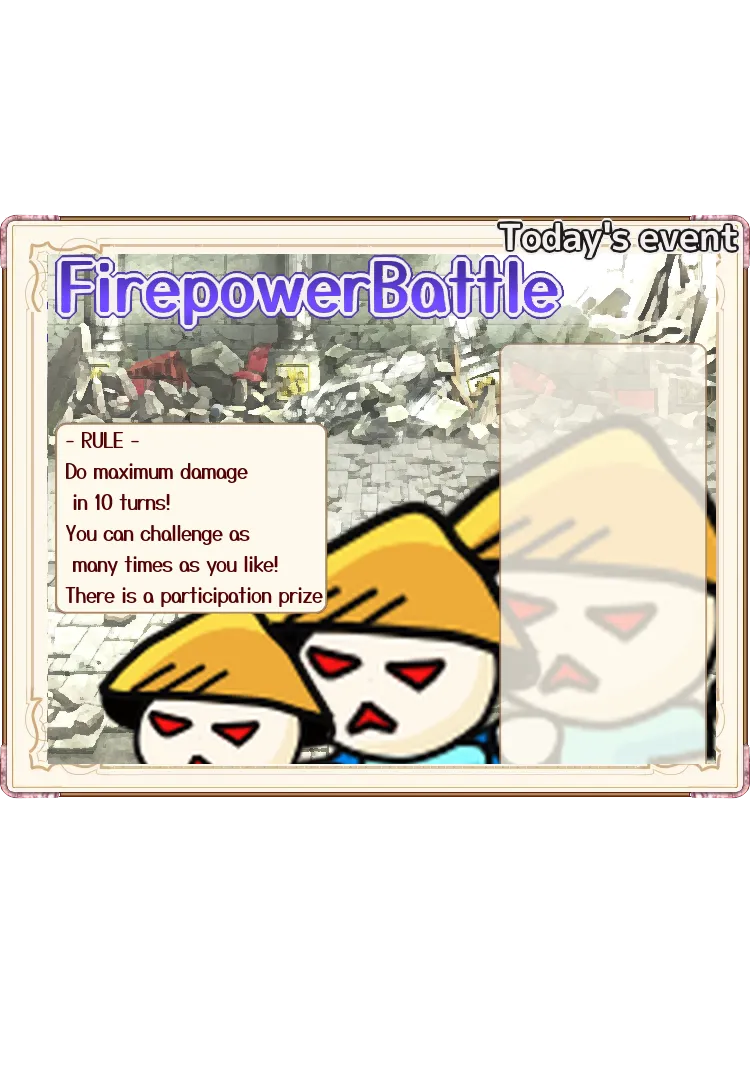 Today's event
FirepowerBattle
- RULE -
Do maximum damage
in 10 turns!
You can challenge as
many times as you like!
There is a participation prize